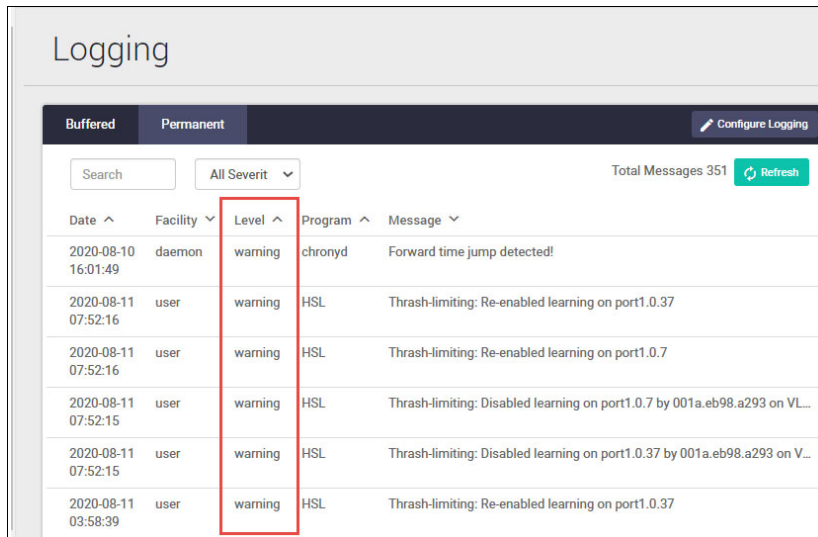 Logging
Buffered Permanent Configure Logging
Search All Severit Total Messages 351 Refresh
Date Facility Level Program Message
2020-08-10 daemon warning chronyd Forward time jump detected!
16:01:49
2020-08-11 user warning HSL Thrash-limiting: Re-enabled learning on port1.0.37
07:52:16
2020-08-11 user warning HSL Thrash-limiting: Re-enabled learning on port1.0.7
07:52:16
2020-08-11 user warning HSL Thrash-limiting: Disabled learning on port1.0.7 by 001a.eb98.a293 on VL...
07:52:15
2020-08-11 user warning HSL Thrash-limiting: Disabled learning on port1.0.37 by 001a.eb98.a293 on V...
07:52:15
2020-08-11 user warning HSL Thrash-limiting: Re-enabled learning on port1.0.37
03:58:39